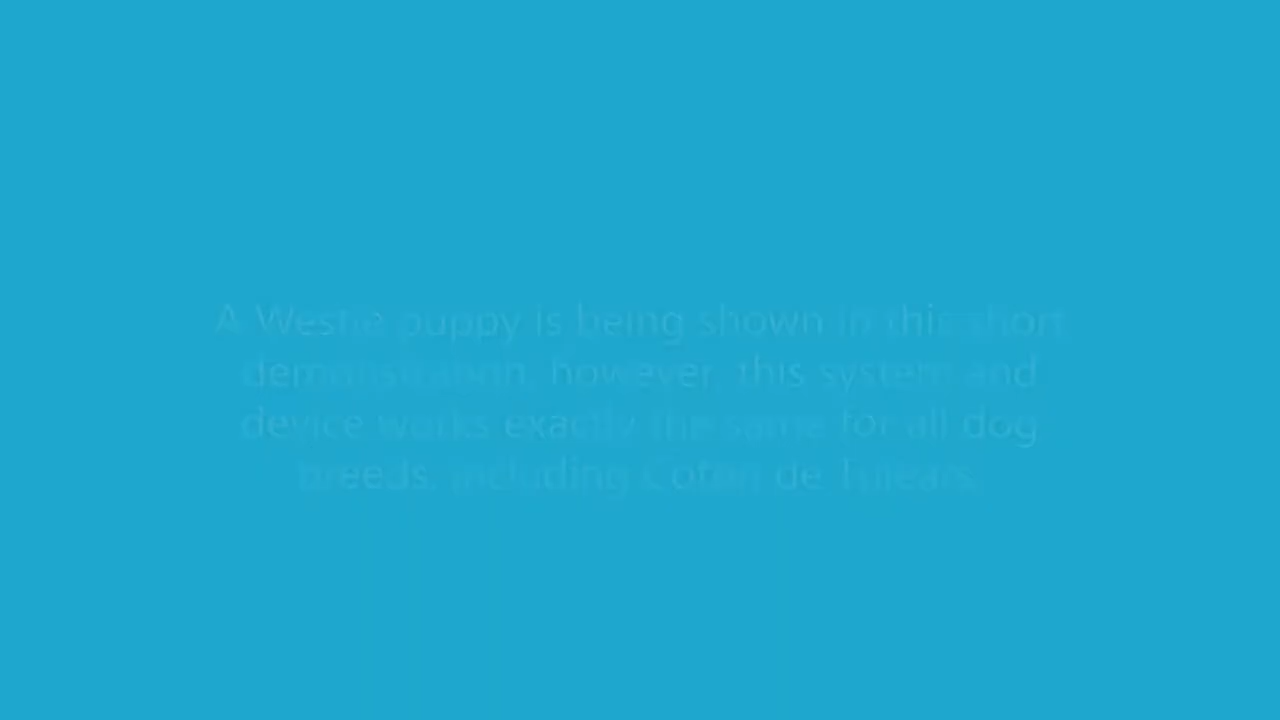 A Westie puppy is being shown in this short
demonstration, however, this system and
device works exactly the same for all dog
breeds, including Coton de Tulears.